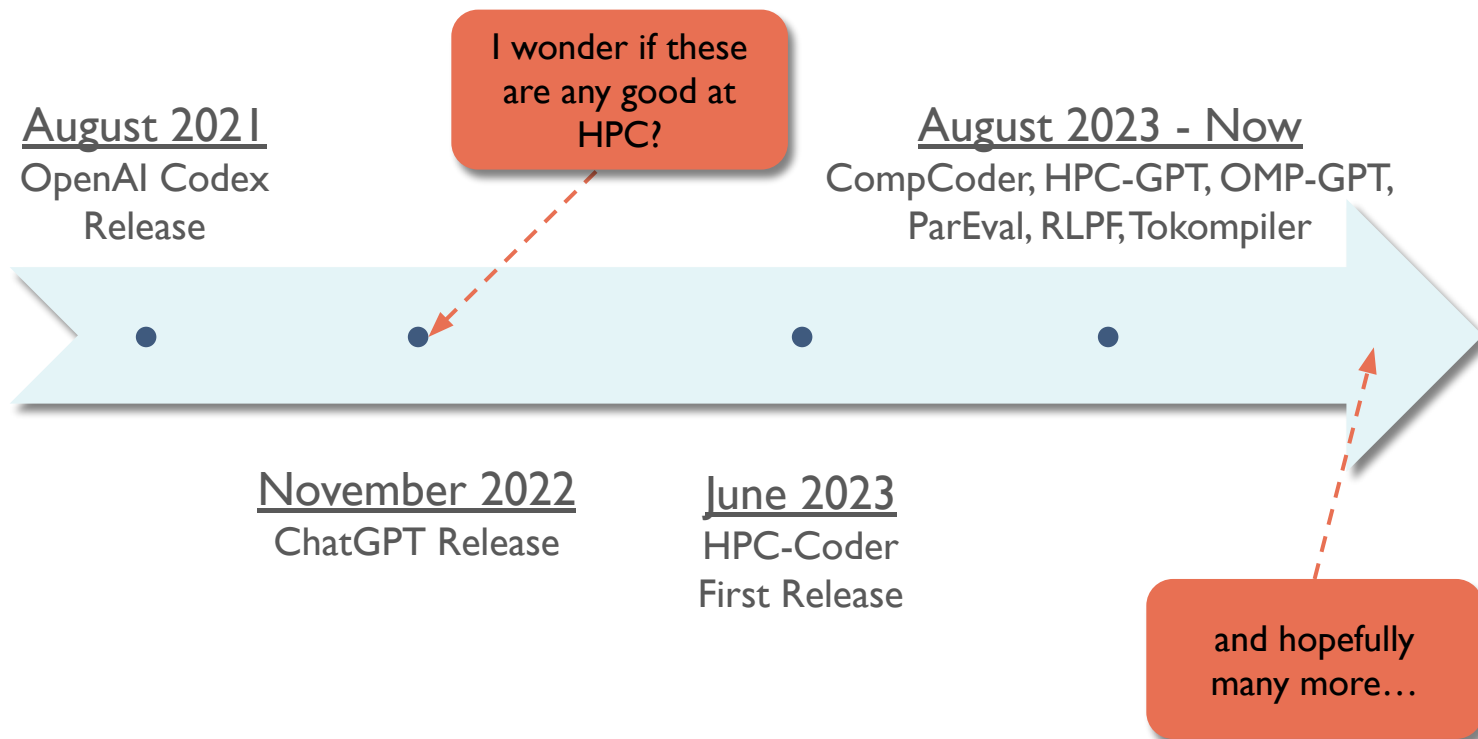 I wonder if these
are any good at
HPC?
August 2021
OpenAI Codex
Release
August 2023 - Now
CompCoder, HPC-GPT, OMP-GPT,
ParEval, RLPF, Tokompiler
November 2022
ChatGPT Release
June 2023
HPC-Coder
First Release
and hopefully
many more…